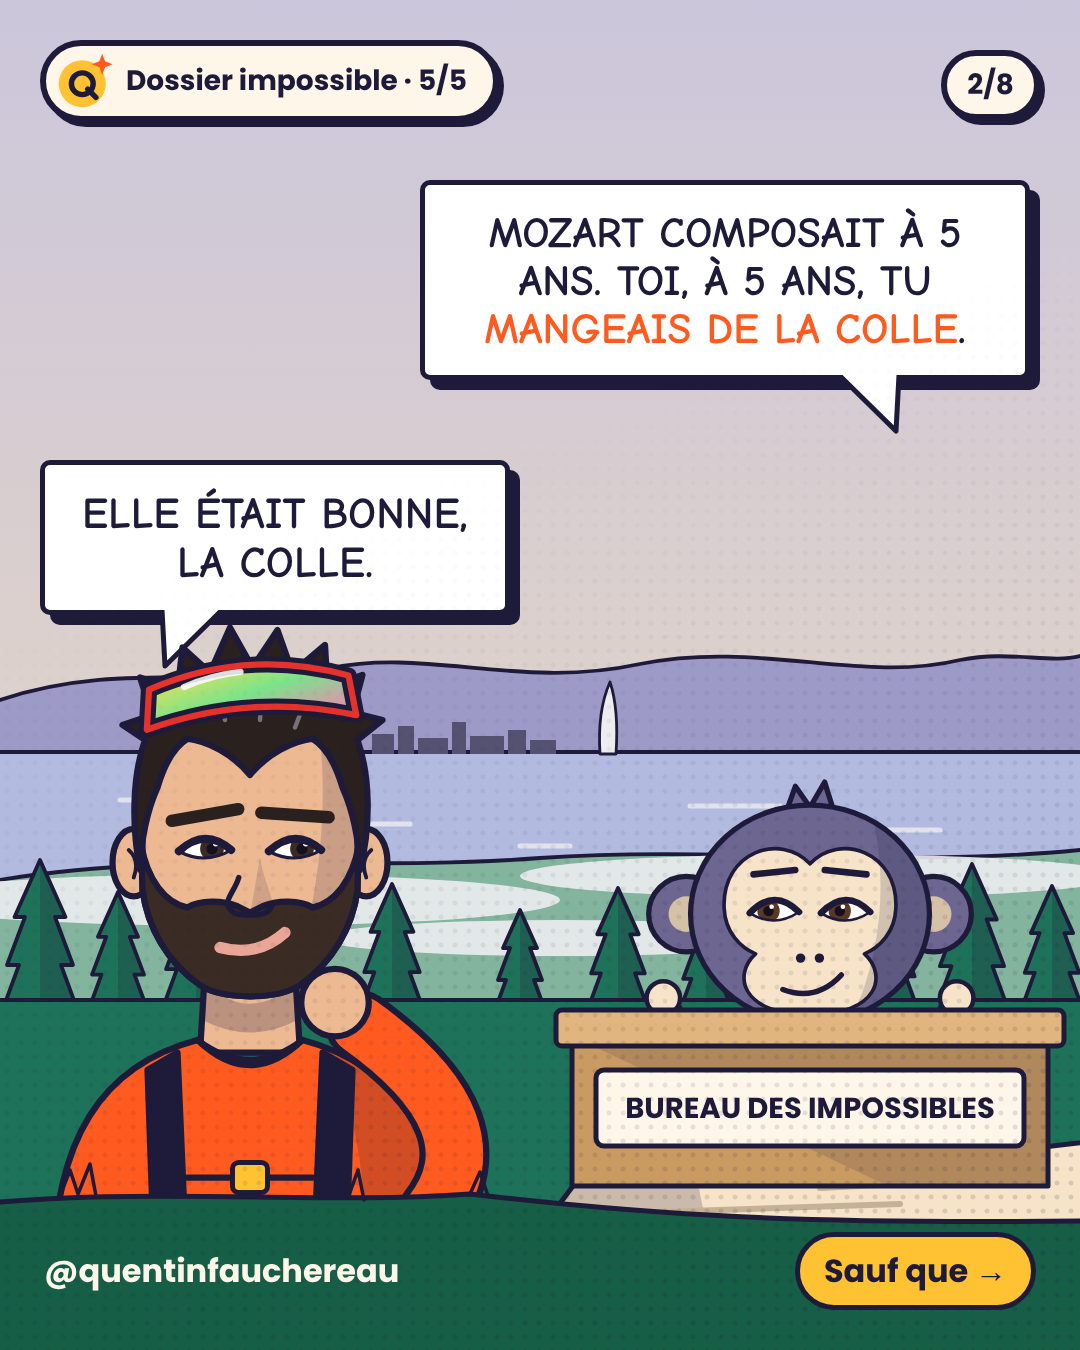 Q Dossier impossible · 5/5
2/8
MOZART COMPOSAIT À 5
ANS. TOI, À 5 ANS, TU
MANGEAIS DE LA COLLE.
ELLE ÉTAIT BONNE,
LA COLLE.
BUREAU DES IMPOSSIBLES
@quentinfauchereau
Sauf que →